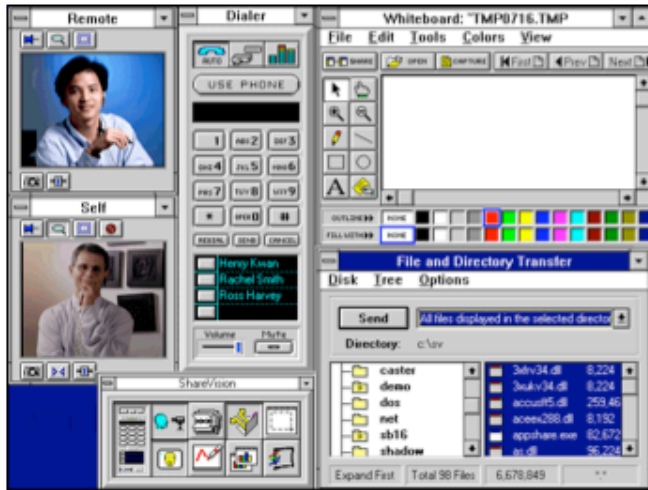 Remote
Self
Dialer
AUTO
USE PHONE
1
ABC 2
DEF 3
GHI 4
JKL 5
MNO 6
PRS 7
TUV 8
WXY 9
*
OPER 0
#
REDIAL
SEND
CANCEL
Henry Kwan
Rachel Smith
Ross Harvey
Volume
Mute
ShareVision
Whiteboard: "TMP0716.TMP
File Edit Tools Colors View
SHARE OPEN CAPTURE First Prev Next
A
OUTLINE NONE
FILL WITH NONE
File and Directory Transfer
Disk Tree Options
Send All files displayed in the selected director
Directory: c:\sv
caster
demo
dos
net
sb16
shadow
3xlrv34.dll 8,224
3xukv34.dll 8,224
accusft5.dll 259,46
aceex288.dll 8,192
appshare.exe 82,672
as.dll 96,224
Expand First Total 98 Files 6,678,849 *.*